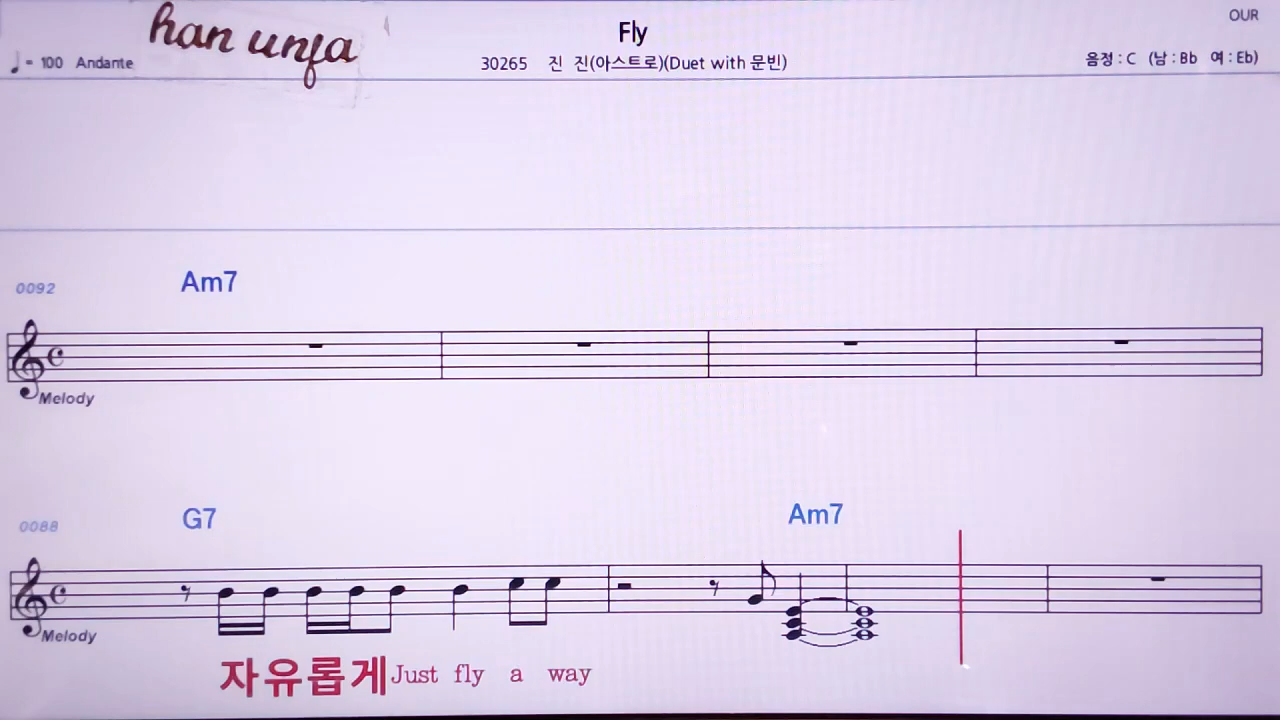 han unja
Fly
OUR
♩ = 100 Andante
30265 진 진(아스트로)(Duet with 문빈)
음정 : C (남 : Bb 여 : Eb)
0092
Am7
Melody
0088
G7
Am7
Melody
자유롭게 Just fly a way